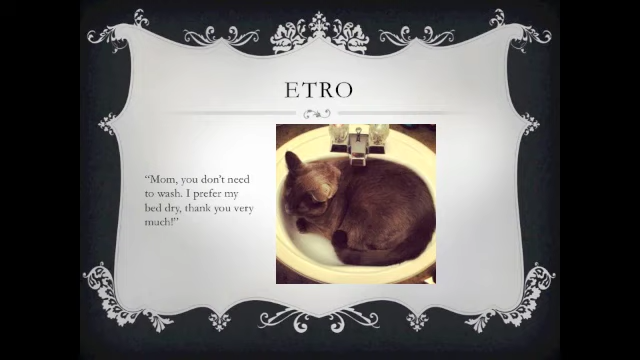 ETRO
“Mom, you don’t need
to wash. I prefer my
bed dry, thank you very
much!”